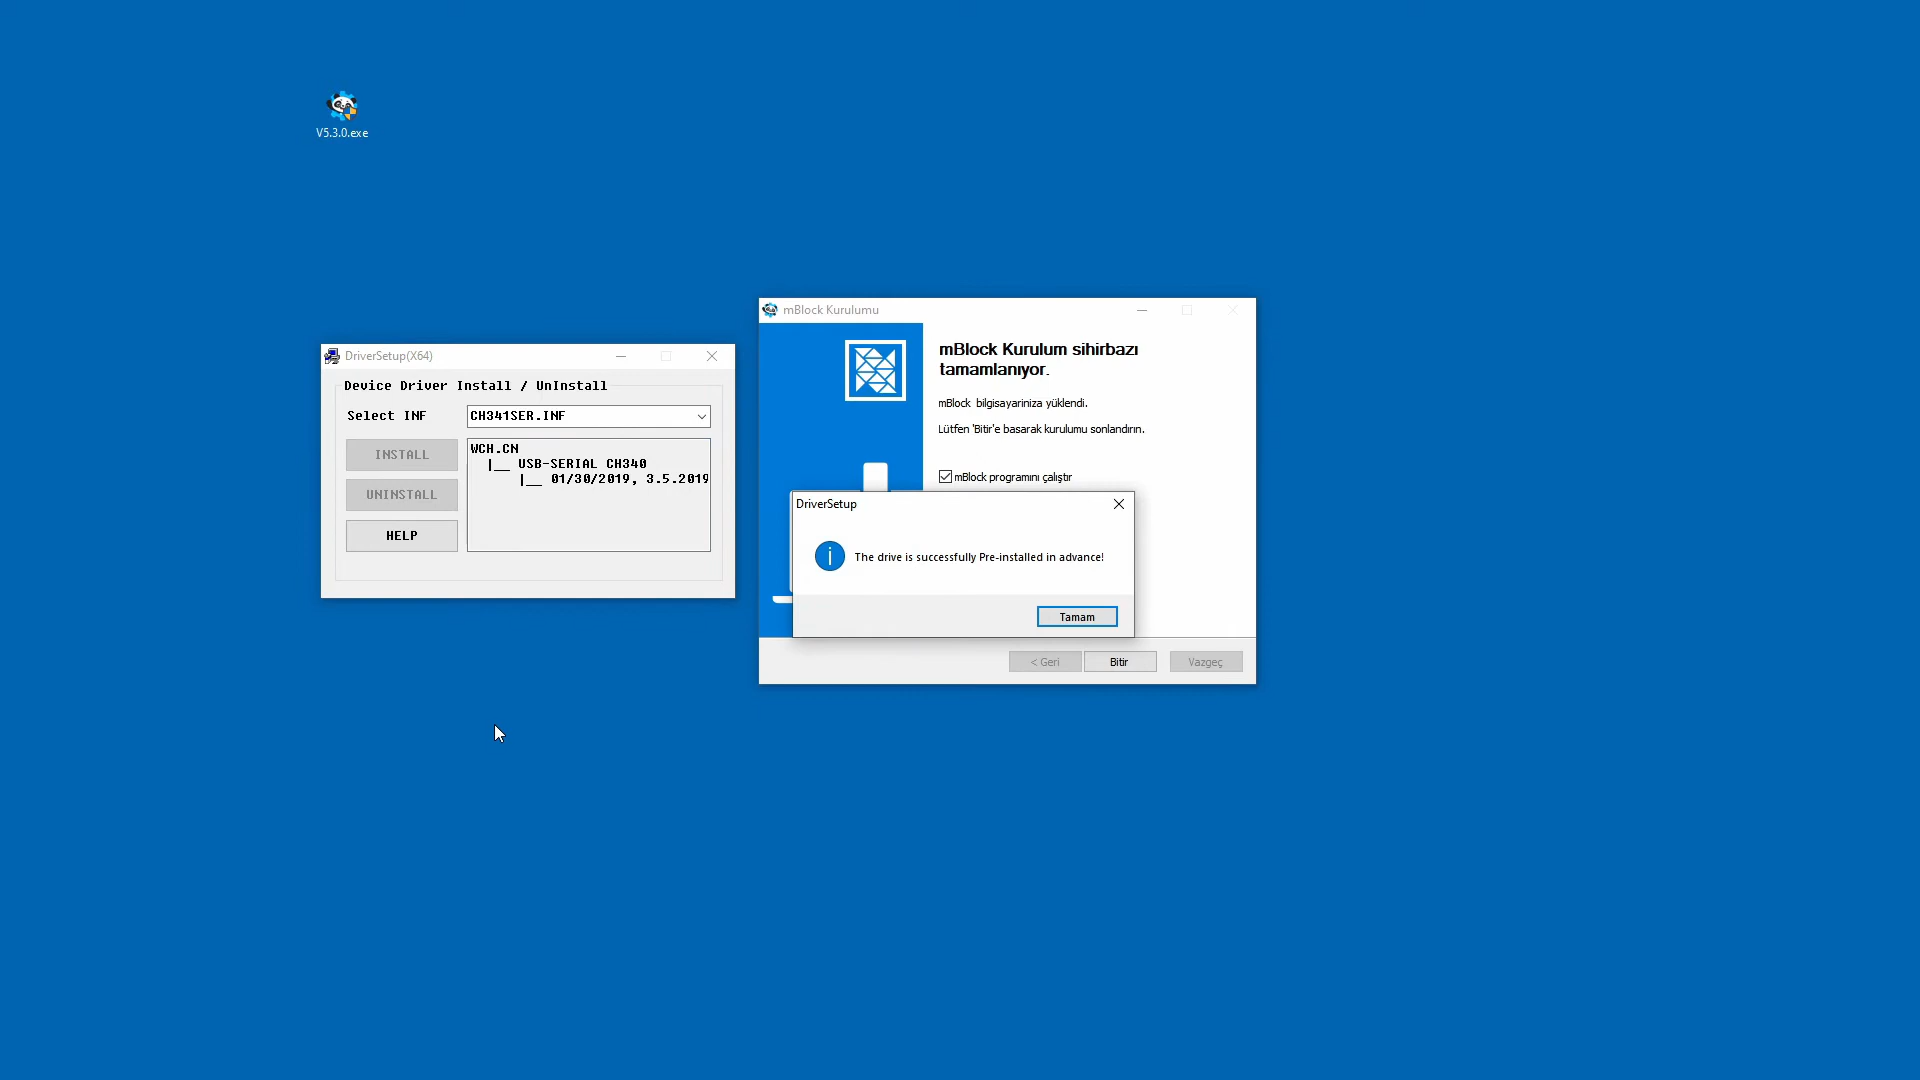 V5.3.0.exe
mBlock Kurulumu
mBlock Kurulum sihirbazı
tamamlanıyor.
mBlock bilgisayariniza yüklendi.
Lütfen 'Bitir'e basarak kurulumu sonlandırın.
mBlock programını çalıştır
DriverSetup(X64)
Device Driver Install / UnInstall
Select INF
CH341SER.INF
INSTALL
UNINSTALL
HELP
WCH.CN
|__ USB-SERIAL CH340
|__ 01/30/2019, 3.5.2019
DriverSetup
The drive is successfully Pre-installed in advance!
Tamam
< Geri
Bitir
Vazgeç